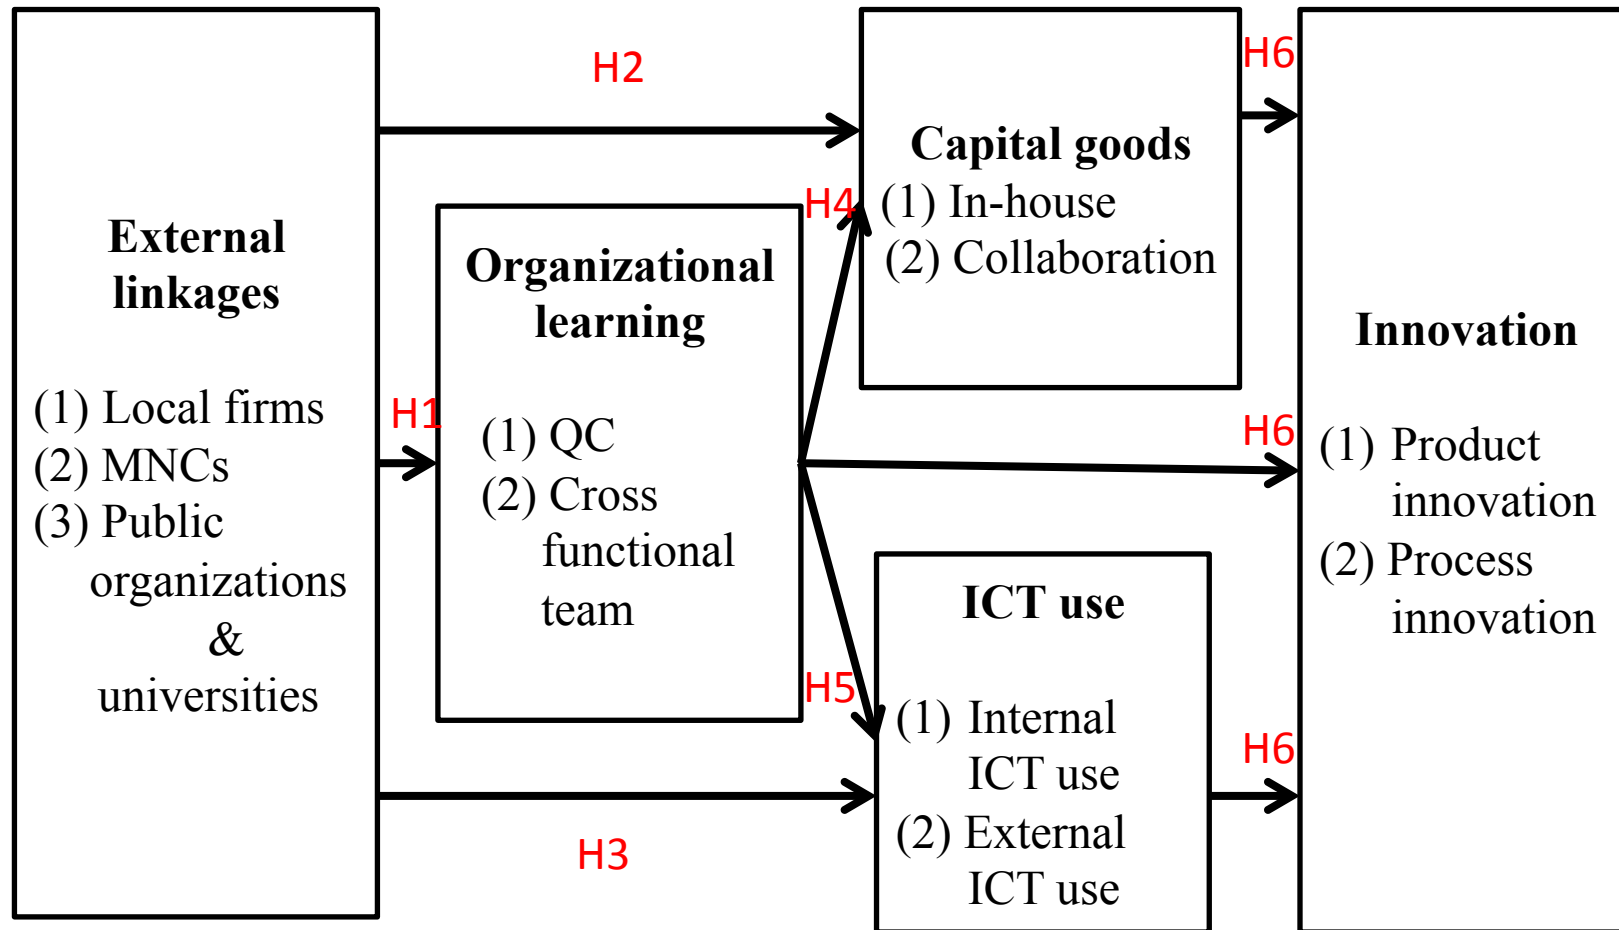 External
linkages
(1) Local firms
(2) MNCs
(3) Public
organizations
&
universities
H2
H1
H3
Organizational
learning
(1) QC
(2) Cross
functional
team
H4
H5
Capital goods
(1) In-house
(2) Collaboration
ICT use
(1) Internal
ICT use
(2) External
ICT use
H6
H6
H6
Innovation
(1) Product
innovation
(2) Process
innovation